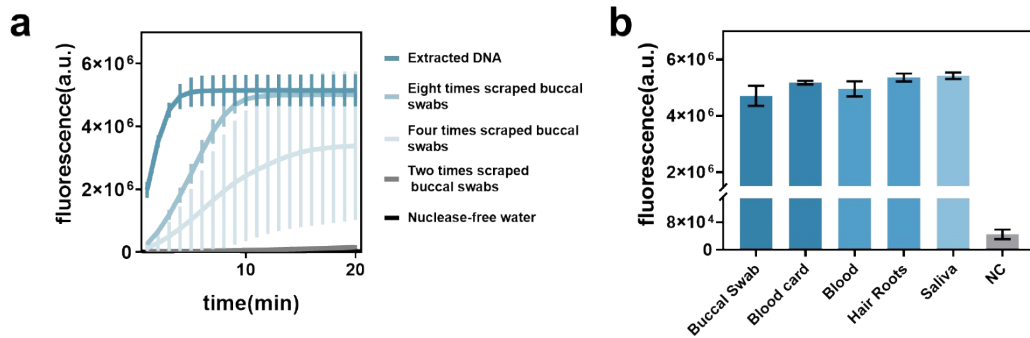 a
fluorescence(a.u.)
6×10⁶
4×10⁶
2×10⁶
0
10
20
time(min)
Extracted DNA
Eight times scraped buccal
swabs
Four times scraped buccal
swabs
Two times scraped
buccal swabs
Nuclease-free water
b
fluorescence(a.u.)
6×10⁶
4×10⁶
2×10⁶
8×10⁴
0
Buccal Swab
Blood card
Blood
Hair Roots
Saliva
NC